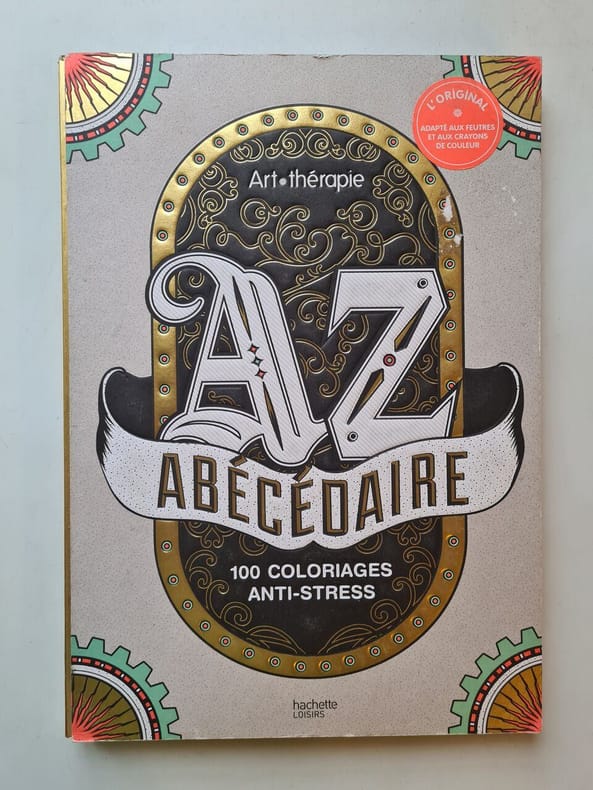 L'ORIGINAL
ADAPTÉ AUX FEUTRES
ET AUX CRAYONS
DE COULEUR
Art•thérapie
AZ
ABÉCÉDAIRE
100 COLORIAGES
ANTI-STRESS
hachette
LOISIRS